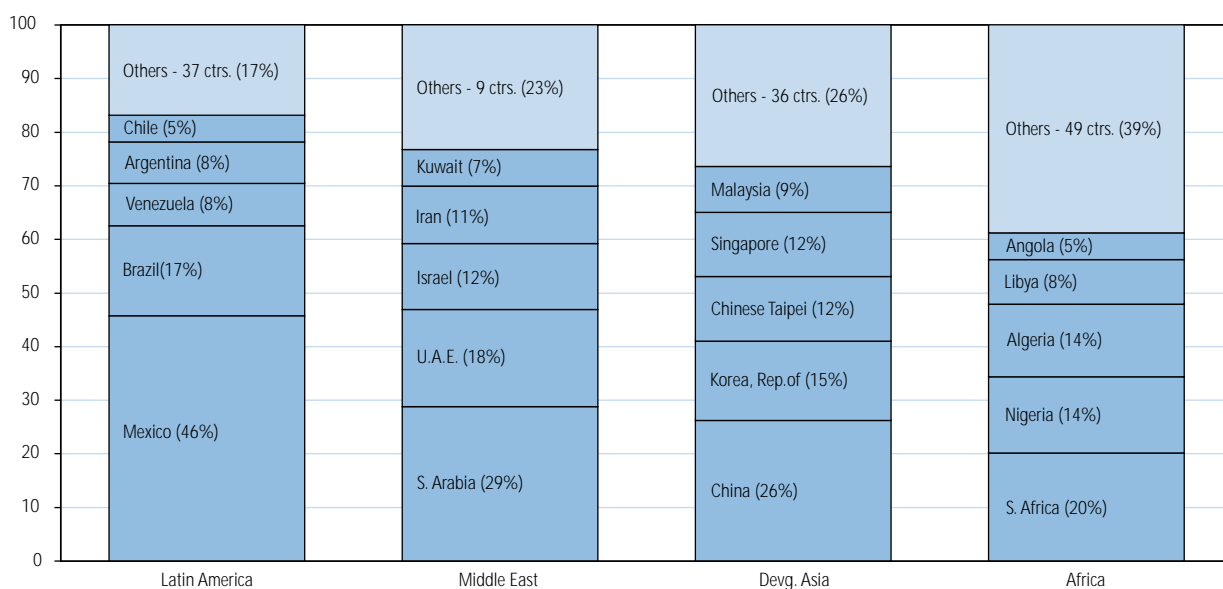 100
90
80
70
60
50
40
30
20
10
0
Others - 37 ctrs. (17%)
Chile (5%)
Argentina (8%)
Venezuela (8%)
Brazil(17%)
Mexico (46%)
Latin America
Others - 9 ctrs. (23%)
Kuwait (7%)
Iran (11%)
Israel (12%)
U.A.E. (18%)
S. Arabia (29%)
Middle East
Others - 36 ctrs. (26%)
Malaysia (9%)
Singapore (12%)
Chinese Taipei (12%)
Korea, Rep.of (15%)
China (26%)
Devg. Asia
Others - 49 ctrs. (39%)
Angola (5%)
Libya (8%)
Algeria (14%)
Nigeria (14%)
S. Africa (20%)
Africa